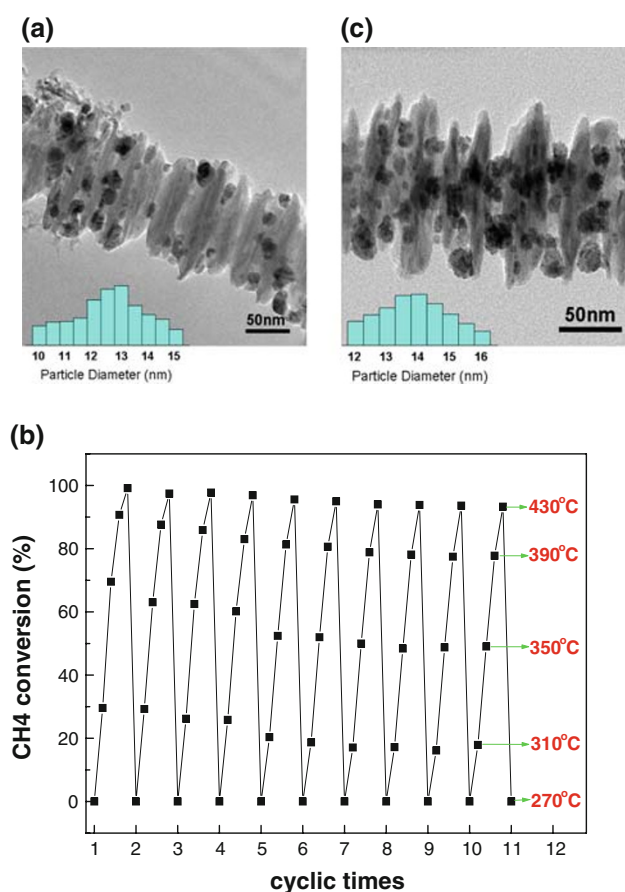 (a)
(c)
50nm
10 11 12 13 14 15
Particle Diameter (nm)
50nm
12 13 14 15 16
Particle Diameter (nm)
(b)
CH4 conversion (%)
100
80
60
40
20
0
430°C
390°C
350°C
310°C
270°C
1 2 3 4 5 6 7 8 9 10 11 12
cyclic times